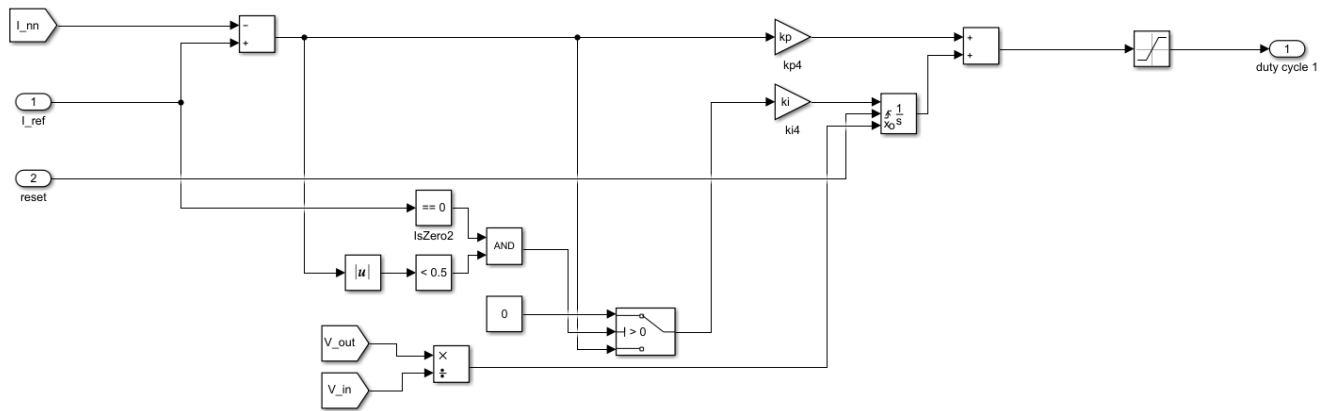 I_nn
−
+
1
I_ref
2
reset
kp
kp4
ki
ki4
1
s
x₀
+
+
1
duty cycle 1
== 0
IsZero2
AND
|u|
< 0.5
0
> 0
V_out
V_in
×
÷